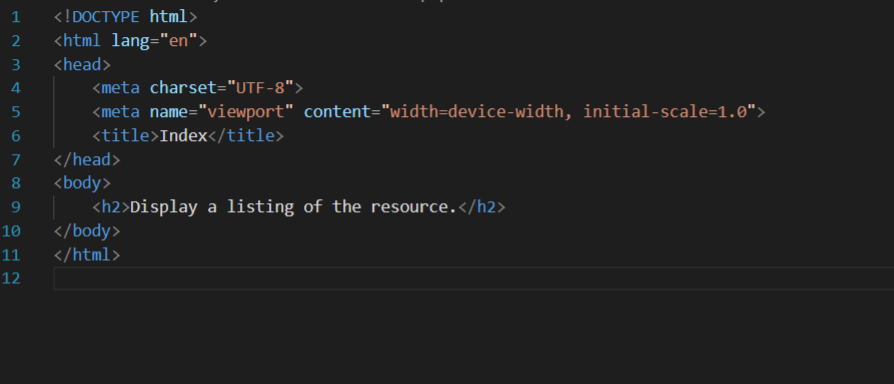 1 <!DOCTYPE html>
2 <html lang="en">
3 <head>
4     <meta charset="UTF-8">
5     <meta name="viewport" content="width=device-width, initial-scale=1.0">
6     <title>Index</title>
7 </head>
8 <body>
9     <h2>Display a listing of the resource.</h2>
10 </body>
11 </html>
12